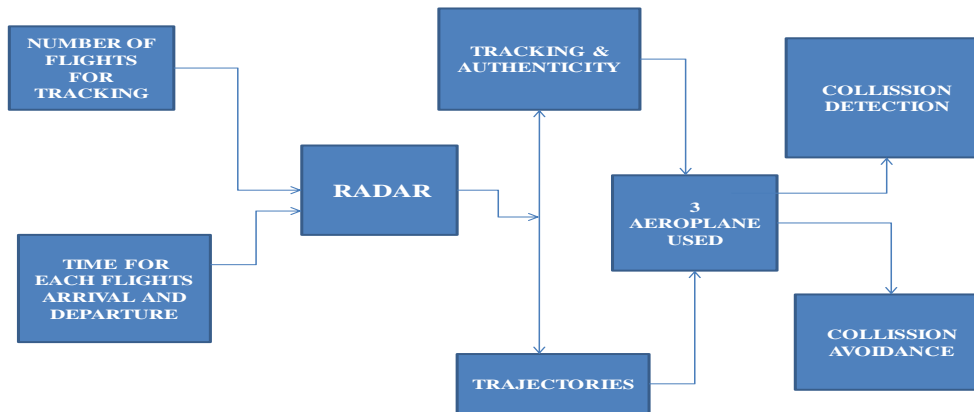 NUMBER OF
FLIGHTS
FOR
TRACKING
TIME FOR
EACH FLIGHTS
ARRIVAL AND
DEPARTURE
RADAR
TRACKING &
AUTHENTICITY
TRAJECTORIES
3
AEROPLANE
USED
COLLISSION
DETECTION
COLLISSION
AVOIDANCE